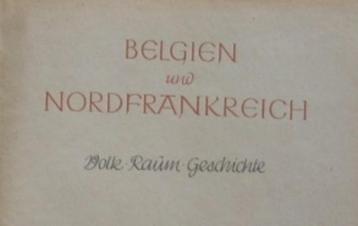 BELGIEN
und
NORDFRANKREICH
Volk · Raum · Geschichte